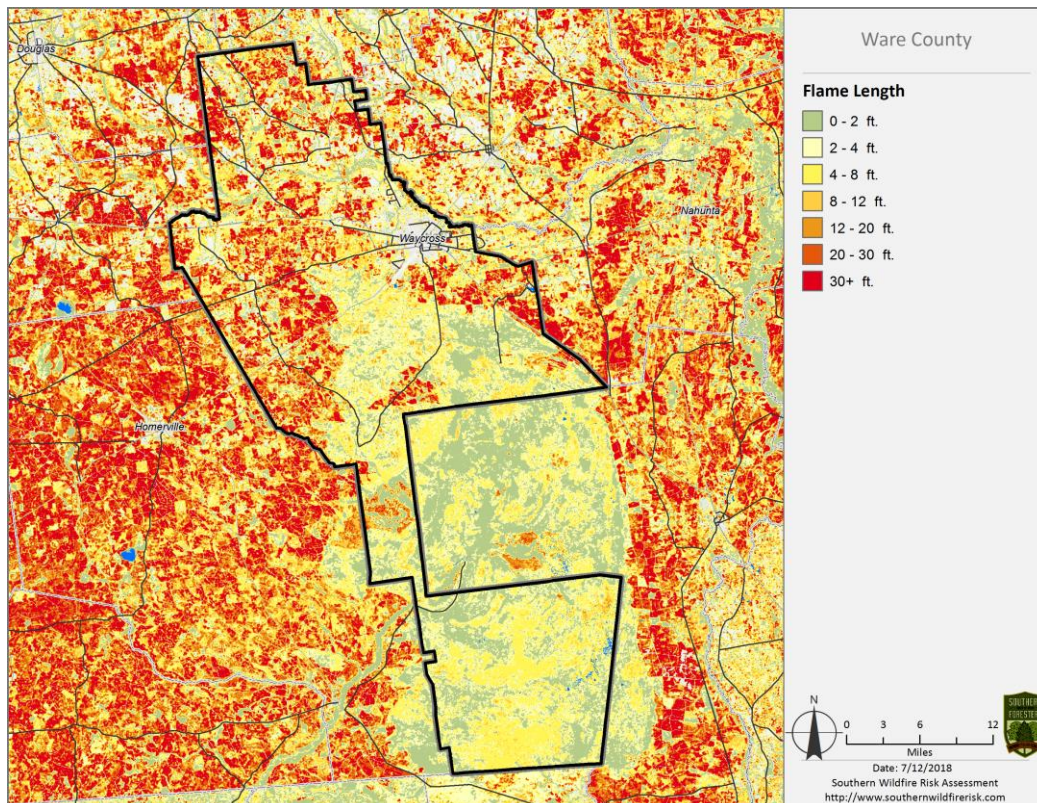 Ware County
Flame Length
0 - 2 ft.
2 - 4 ft.
4 - 8 ft.
8 - 12 ft.
12 - 20 ft.
20 - 30 ft.
30+ ft.
Douglas
Nahunta
Waycross
Homerville
N
0 3 6 12
Miles
SOUTHERN
FORESTER
Date: 7/12/2018
Southern Wildfire Risk Assessment
http://www.southernwildfirerisk.com